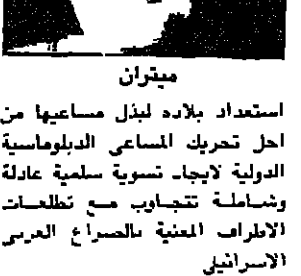 ميتران
استعداد بلاده لبذل مساعيها من
اجل تحريك المساعي الدبلوماسية
الدولية لايجاد تسوية سلمية عادلة
وشاملة تتجاوب مع تطلعات
الاطراف المعنية بالصراع العربي
الاسرائيلي